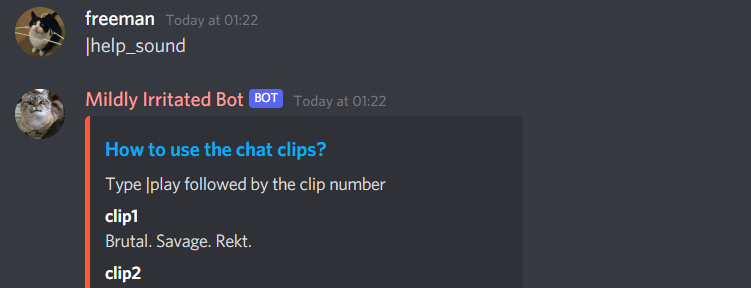 freeman Today at 01:22
|help_sound
Mildly Irritated Bot BOT Today at 01:22
How to use the chat clips?
Type |play followed by the clip number
clip1
Brutal. Savage. Rekt.
clip2